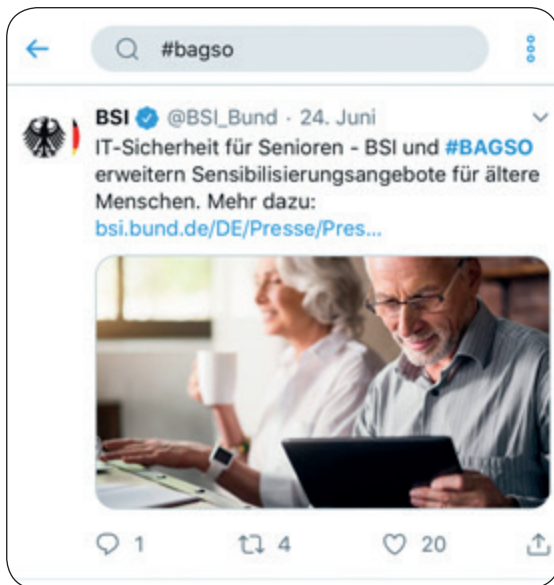 #bagso
BSI @BSI_Bund · 24. Juni
IT-Sicherheit für Senioren - BSI und #BAGSO
erweitern Sensibilisierungsangebote für ältere
Menschen. Mehr dazu:
bsi.bund.de/DE/Presse/Pres...
1 4 20